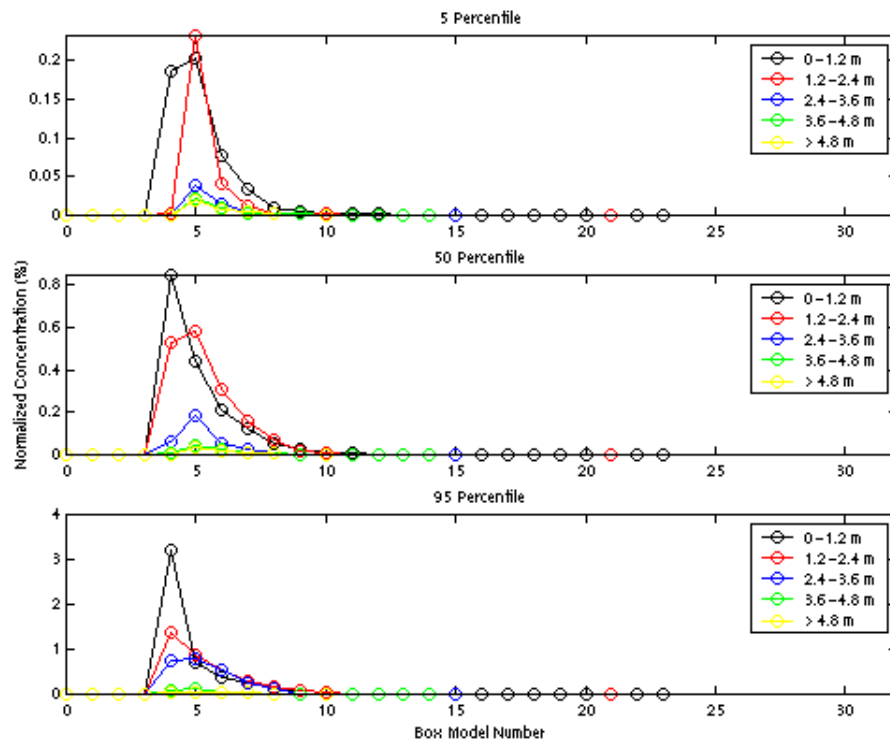 5 Percentile
0.2
0.15
0.1
0.05
0
0 5 10 15 20 25 30
0-1.2 m
1.2-2.4 m
2.4-3.6 m
3.6-4.8 m
> 4.8 m
50 Percentile
Normalized Concentration (%)
0.8
0.6
0.4
0.2
0
0 5 10 15 20 25 30
0-1.2 m
1.2-2.4 m
2.4-3.6 m
3.6-4.8 m
> 4.8 m
95 Percentile
4
3
2
1
0
0 5 10 15 20 25 30
0-1.2 m
1.2-2.4 m
2.4-3.6 m
3.6-4.8 m
> 4.8 m
Box Model Number